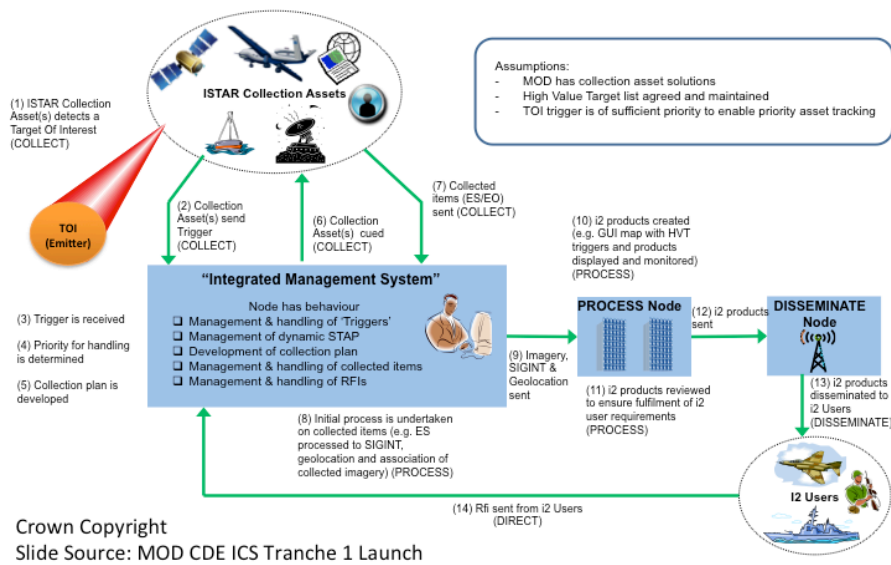 ISTAR Collection Assets
(1) ISTAR Collection
Asset(s) detects a
Target Of Interest
(COLLECT)
TOI
(Emitter)
Assumptions:
- MOD has collection asset solutions
- High Value Target list agreed and maintained
- TOI trigger is of sufficient priority to enable priority asset tracking
(2) Collection
Asset(s) send
Trigger
(COLLECT)
(6) Collection
Asset(s) cued
(COLLECT)
(7) Collected
items (ES/EO)
sent (COLLECT)
(3) Trigger is received
(4) Priority for handling
is determined
(5) Collection plan is
developed
“Integrated Management System”
Node has behaviour
❑ Management & handling of ‘Triggers’
❑ Management of dynamic STAP
❑ Development of collection plan
❑ Management & handling of collected items
❑ Management & handling of RFIs
(8) Initial process is undertaken
on collected items (e.g. ES
processed to SIGINT,
geolocation and association of
collected imagery) (PROCESS)
(9) Imagery,
SIGINT &
Geolocation
sent
(10) i2 products created
(e.g. GUI map with HVT
triggers and products
displayed and monitored)
(PROCESS)
PROCESS Node
(11) i2 products reviewed
to ensure fulfilment of i2
user requirements
(PROCESS)
(12) i2 products
sent
DISSEMINATE
Node
(13) i2 products
disseminated to
i2 Users
(DISSEMINATE)
I2 Users
(14) Rfi sent from i2 Users
(DIRECT)
Crown Copyright
Slide Source: MOD CDE ICS Tranche 1 Launch